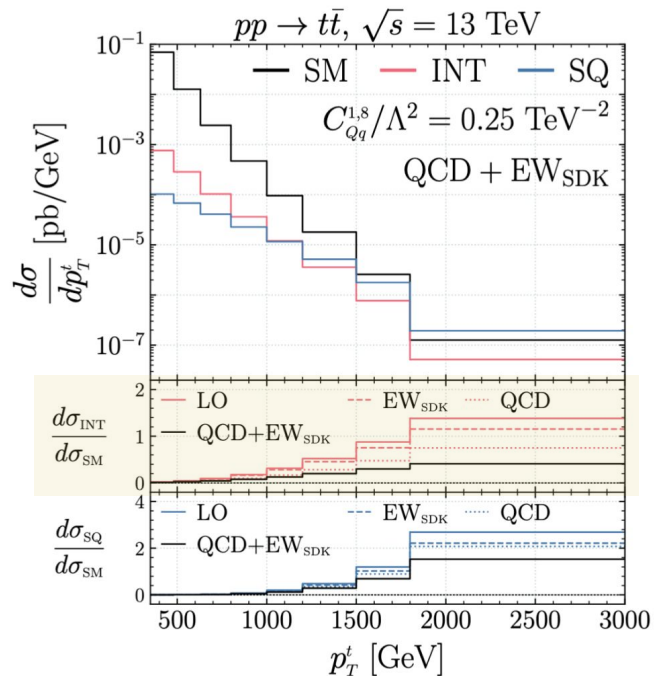 pp → tt̄, √s = 13 TeV
10⁻¹
10⁻³
10⁻⁵
10⁻⁷
dσ/dp_T^t [pb/GeV]
SM INT SQ
C_{Qq}^{1,8}/Λ² = 0.25 TeV⁻²
QCD + EW_SDK
2
1
0
dσ_INT/dσ_SM
LO EW_SDK QCD
QCD+EW_SDK
4
2
0
dσ_SQ/dσ_SM
LO EW_SDK QCD
QCD+EW_SDK
500 1000 1500 2000 2500 3000
p_T^t [GeV]